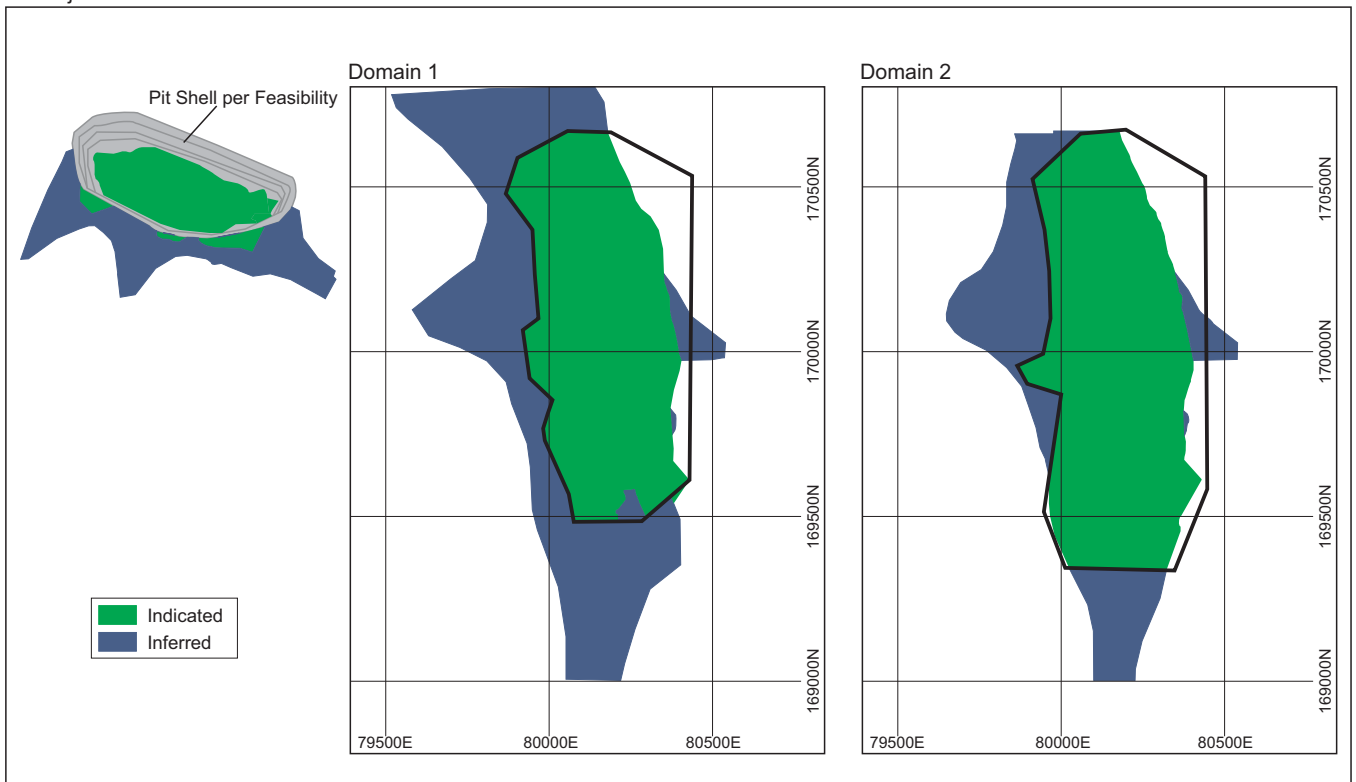 Pit Shell per Feasibility
Domain 1
Domain 2
170500N
170000N
169500N
169000N
79500E
80000E
80500E
170500N
170000N
169500N
169000N
79500E
80000E
80500E
Indicated
Inferred